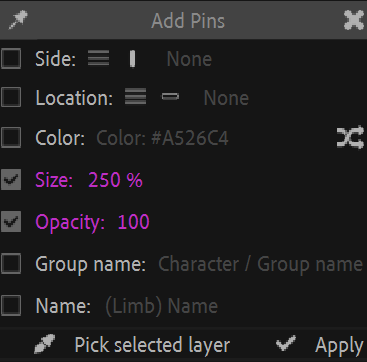 Add Pins
Side: None
Location: None
Color: Color: #A526C4
Size: 250 %
Opacity: 100
Group name: Character / Group name
Name: (Limb) Name
Pick selected layer Apply